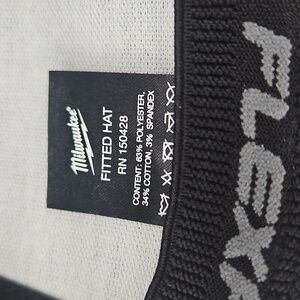 Milwaukee
FITTED HAT
RN 150428
CONTENT: 63% POLYESTER,
34% COTTON, 3% SPANDEX
FLEX